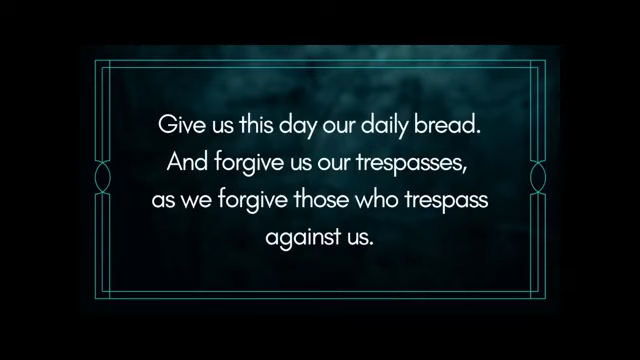 Give us this day our daily bread.
And forgive us our trespasses,
as we forgive those who trespass
against us.